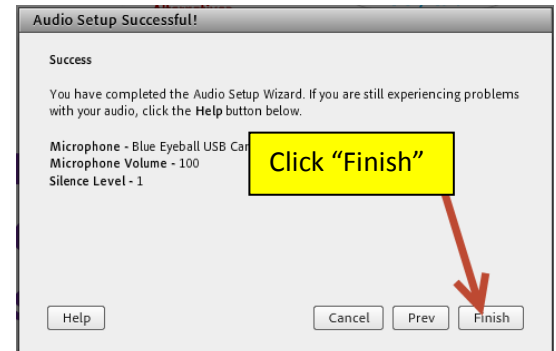 Audio Setup Successful!
Success
You have completed the Audio Setup Wizard. If you are still experiencing problems
with your audio, click the Help button below.
Microphone - Blue Eyeball USB
Microphone Volume - 100
Silence Level - 1
Click “Finish”
Help
Cancel
Prev
Finish